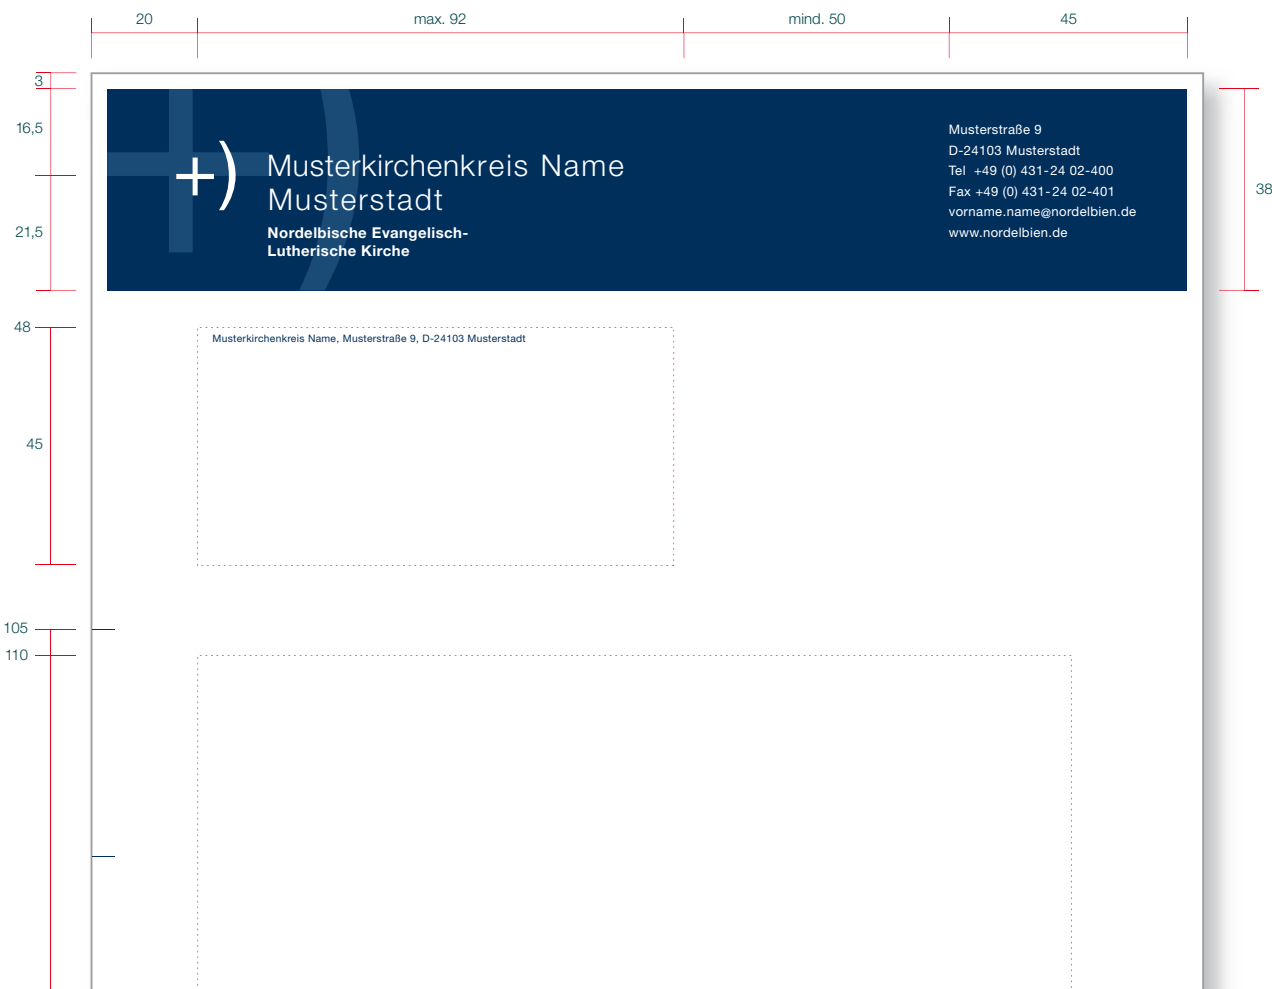 20 max. 92 mind. 50 45
3
16,5
21,5
38
+) Musterkirchenkreis Name
Musterstadt
Nordelbische Evangelisch-
Lutherische Kirche
Musterstraße 9
D-24103 Musterstadt
Tel +49 (0) 431-24 02-400
Fax +49 (0) 431-24 02-401
vorname.name@nordelbien.de
www.nordelbien.de
48
Musterkirchenkreis Name, Musterstraße 9, D-24103 Musterstadt
45
105
110